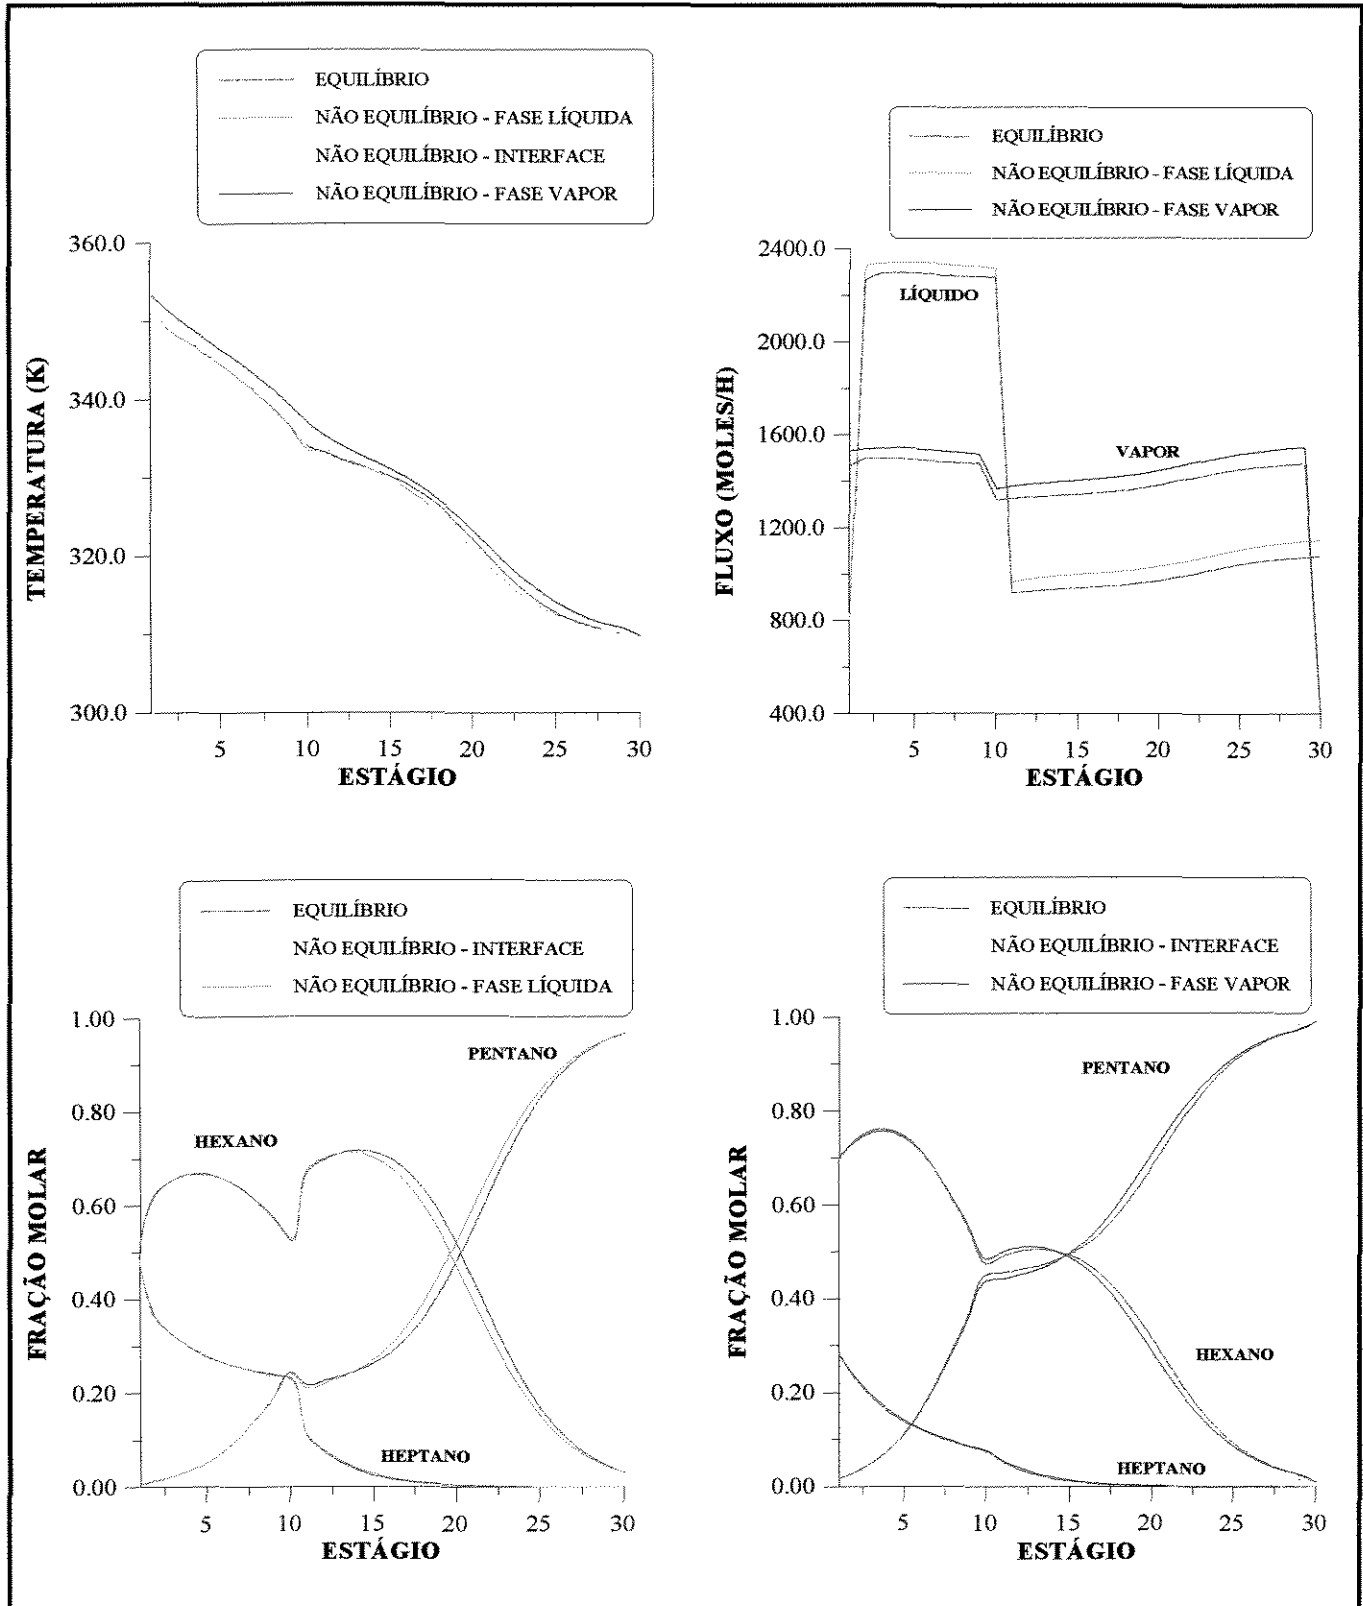 EQUILÍBRIO
NÃO EQUILÍBRIO - FASE LÍQUIDA
NÃO EQUILÍBRIO - INTERFACE
NÃO EQUILÍBRIO - FASE VAPOR
360.0
340.0
320.0
300.0
TEMPERATURA (K)
5 10 15 20 25 30
ESTÁGIO
EQUILÍBRIO
NÃO EQUILÍBRIO - FASE LÍQUIDA
NÃO EQUILÍBRIO - FASE VAPOR
2400.0
2000.0
1600.0
1200.0
800.0
400.0
FLUXO (MOLES/H)
LÍQUIDO
VAPOR
5 10 15 20 25 30
ESTÁGIO
EQUILÍBRIO
NÃO EQUILÍBRIO - INTERFACE
NÃO EQUILÍBRIO - FASE LÍQUIDA
1.00
0.80
0.60
0.40
0.20
0.00
FRAÇÃO MOLAR
PENTANO
HEXANO
HEPTANO
5 10 15 20 25 30
ESTÁGIO
EQUILÍBRIO
NÃO EQUILÍBRIO - INTERFACE
NÃO EQUILÍBRIO - FASE VAPOR
1.00
0.80
0.60
0.40
0.20
0.00
FRAÇÃO MOLAR
PENTANO
HEXANO
HEPTANO
5 10 15 20 25 30
ESTÁGIO